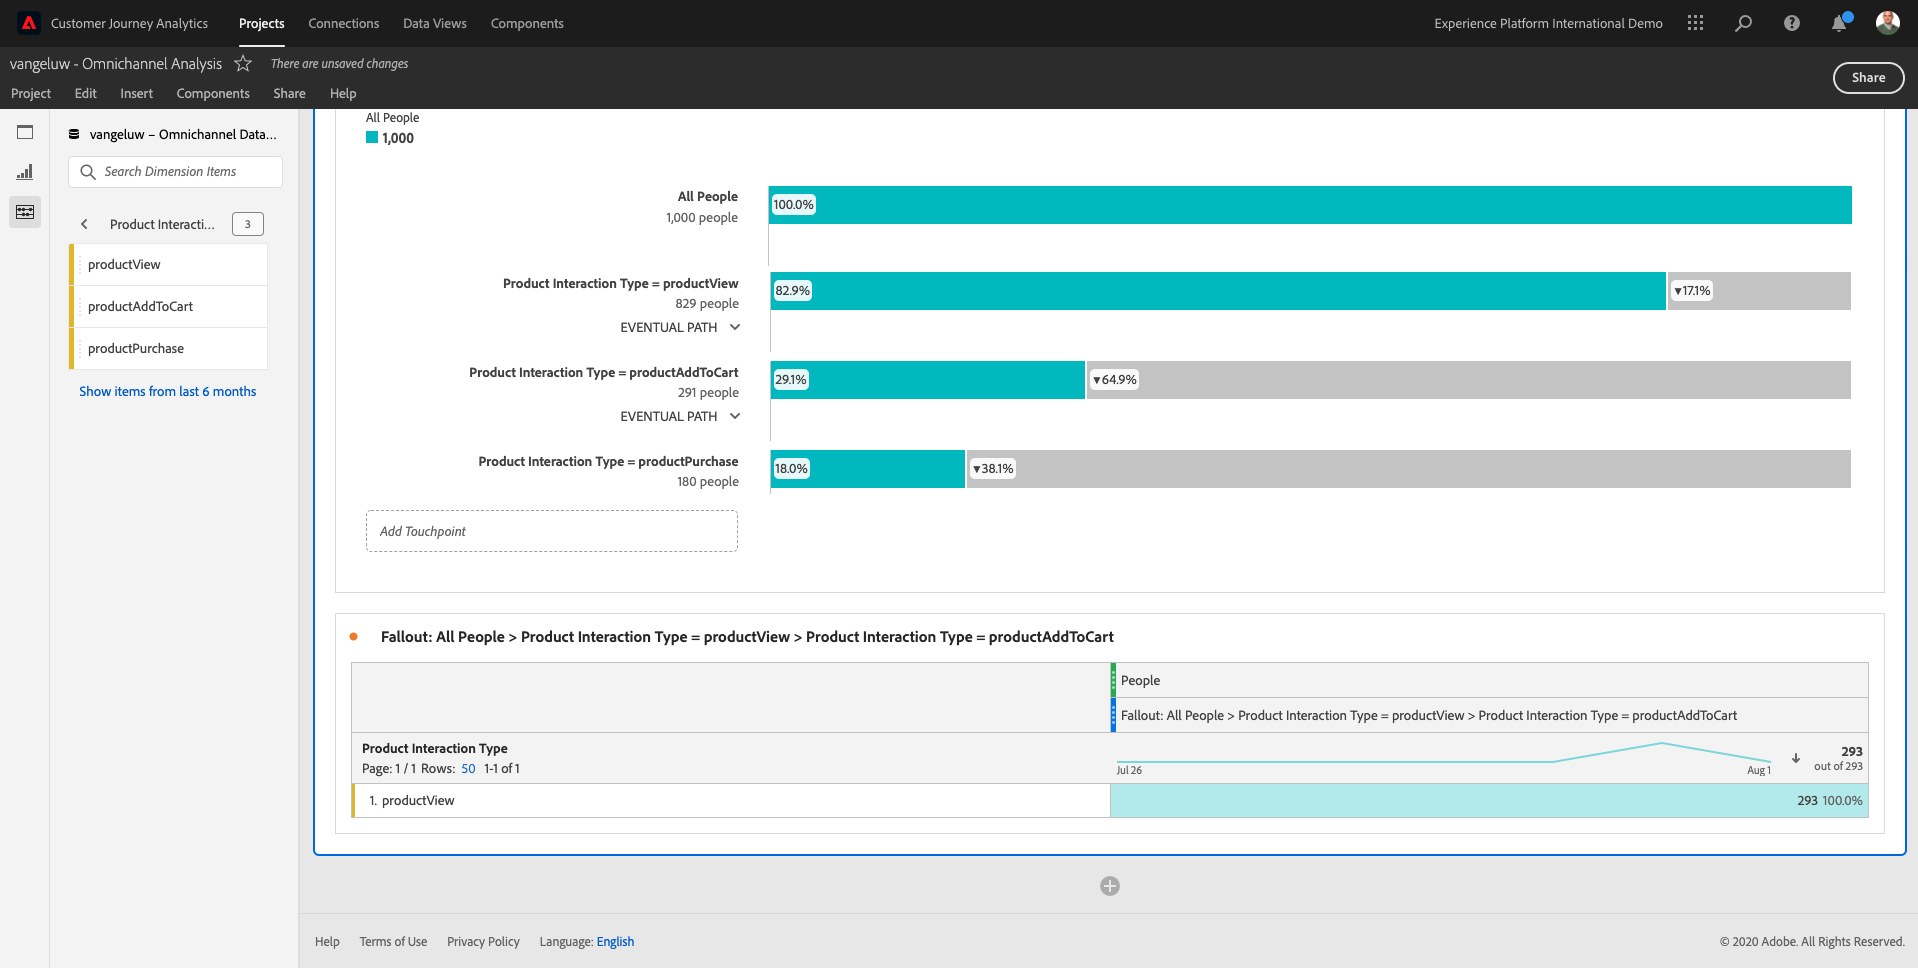 Customer Journey Analytics Projects Connections Data Views Components Experience Platform International Demo
vangeluw - Omnichannel Analysis There are unsaved changes
Share
Project Edit Insert Components Share Help
vangeluw – Omnichannel Data...
Search Dimension Items
Product Interacti... 3
productView
productAddToCart
productPurchase
Show items from last 6 months
All People
1,000
All People
1,000 people
100.0%
Product Interaction Type = productView
829 people
EVENTUAL PATH
82.9% ▼17.1%
Product Interaction Type = productAddToCart
291 people
EVENTUAL PATH
29.1% ▼64.9%
Product Interaction Type = productPurchase
180 people
18.0% ▼38.1%
Add Touchpoint
Fallout: All People > Product Interaction Type = productView > Product Interaction Type = productAddToCart
People
Fallout: All People > Product Interaction Type = productView > Product Interaction Type = productAddToCart
Product Interaction Type
Page: 1 / 1 Rows: 50 1-1 of 1
Jul 26 Aug 1
293
out of 293
1. productView 293 100.0%
Help Terms of Use Privacy Policy Language: English © 2020 Adobe. All Rights Reserved.